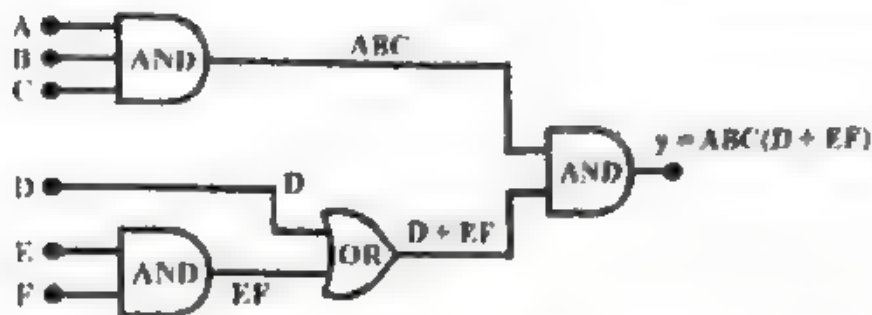 A
B
C
AND
ABC
AND
y = ABC(D + EF)
D
D
OR
D + EF
E
F
AND
EF